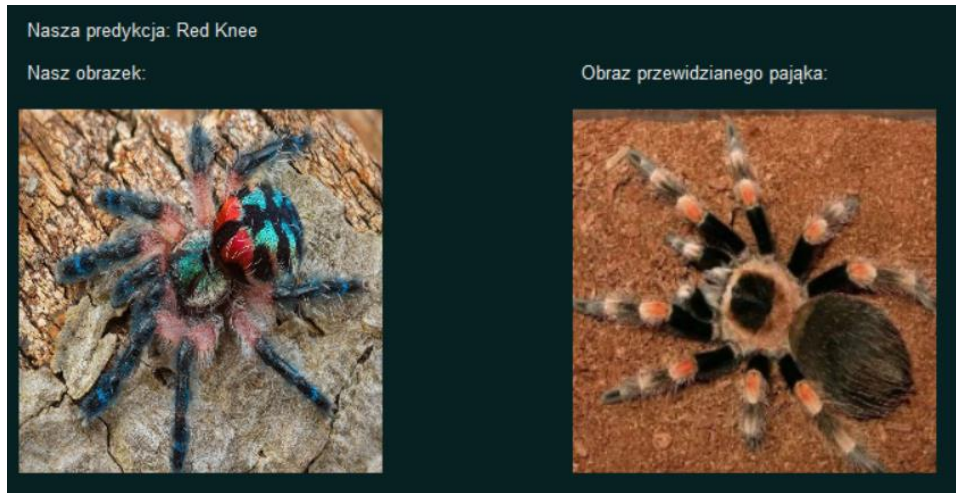 Nasza predykcja: Red Knee
Nasz obrazek:
Obraz przewidzianego pająka: